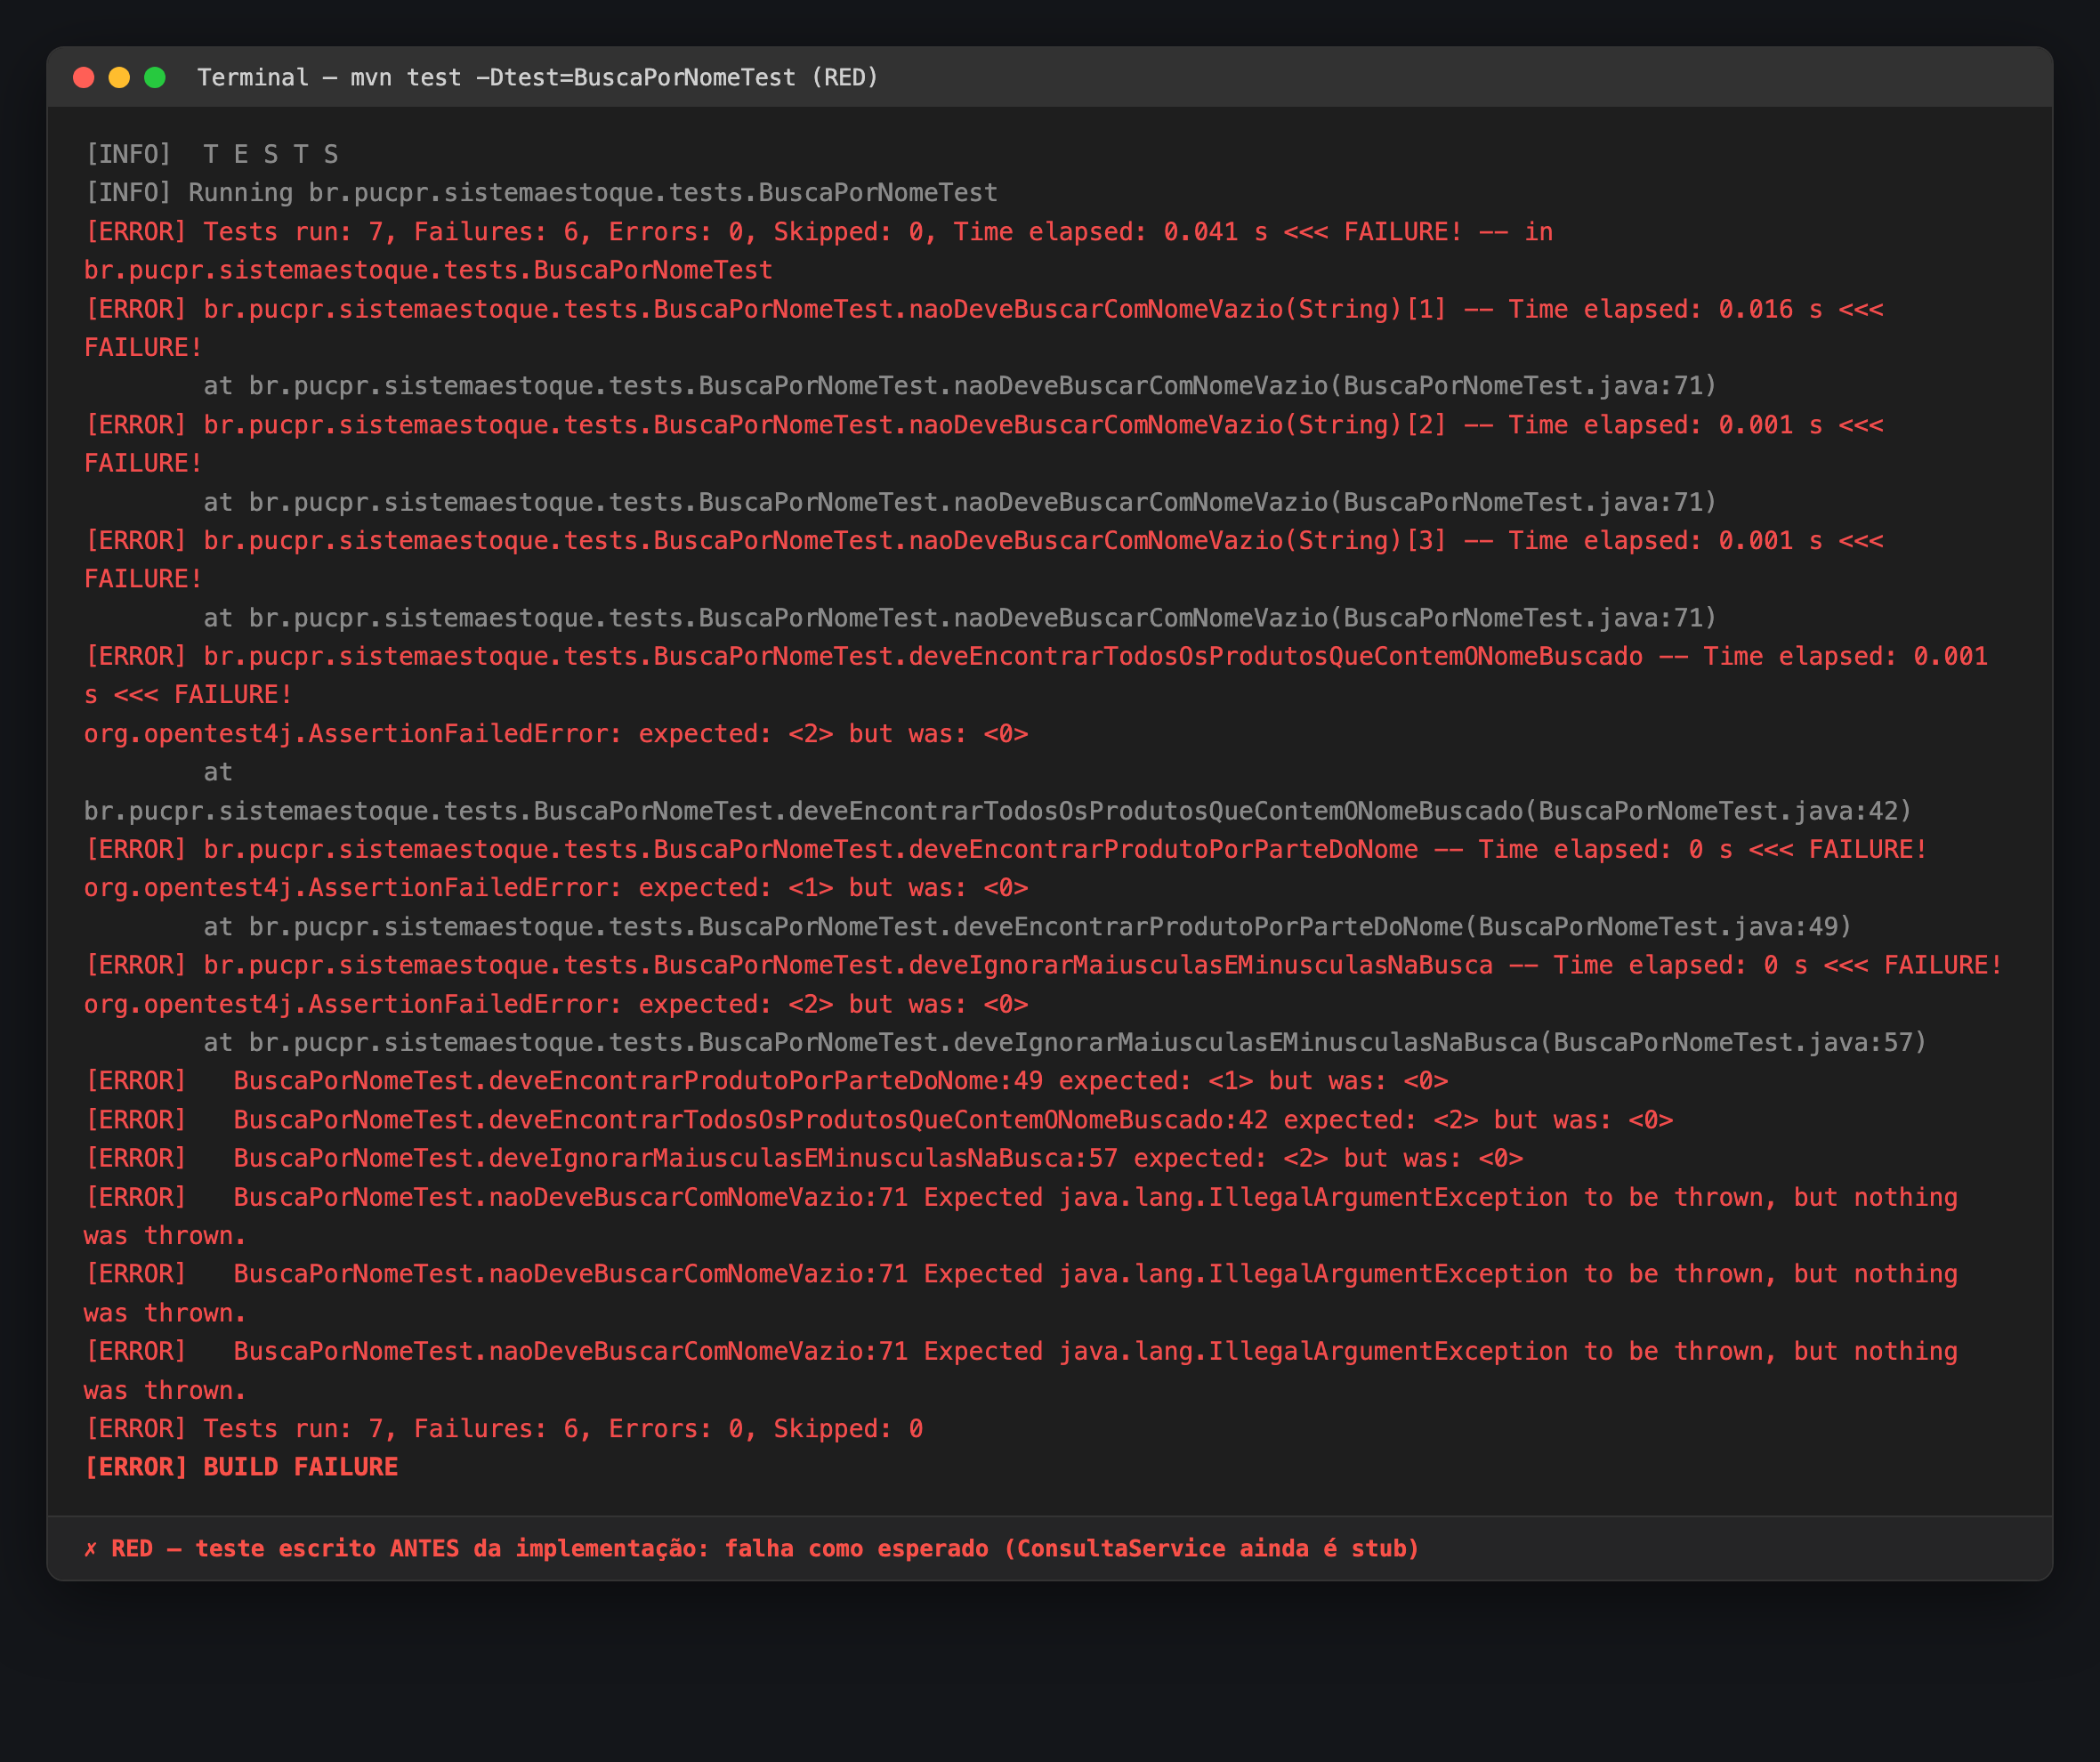 Terminal — mvn test -Dtest=BuscaPorNomeTest (RED)
[INFO]  T E S T S
[INFO] Running br.pucpr.sistemaestoque.tests.BuscaPorNomeTest
[ERROR] Tests run: 7, Failures: 6, Errors: 0, Skipped: 0, Time elapsed: 0.041 s <<< FAILURE! -- in
br.pucpr.sistemaestoque.tests.BuscaPorNomeTest
[ERROR] br.pucpr.sistemaestoque.tests.BuscaPorNomeTest.naoDeveBuscarComNomeVazio(String)[1] -- Time elapsed: 0.016 s <<<
FAILURE!
        at br.pucpr.sistemaestoque.tests.BuscaPorNomeTest.naoDeveBuscarComNomeVazio(BuscaPorNomeTest.java:71)
[ERROR] br.pucpr.sistemaestoque.tests.BuscaPorNomeTest.naoDeveBuscarComNomeVazio(String)[2] -- Time elapsed: 0.001 s <<<
FAILURE!
        at br.pucpr.sistemaestoque.tests.BuscaPorNomeTest.naoDeveBuscarComNomeVazio(BuscaPorNomeTest.java:71)
[ERROR] br.pucpr.sistemaestoque.tests.BuscaPorNomeTest.naoDeveBuscarComNomeVazio(String)[3] -- Time elapsed: 0.001 s <<<
FAILURE!
        at br.pucpr.sistemaestoque.tests.BuscaPorNomeTest.naoDeveBuscarComNomeVazio(BuscaPorNomeTest.java:71)
[ERROR] br.pucpr.sistemaestoque.tests.BuscaPorNomeTest.deveEncontrarTodosOsProdutosQueContemONomeBuscado -- Time elapsed: 0.001
s <<< FAILURE!
org.opentest4j.AssertionFailedError: expected: <2> but was: <0>
        at
br.pucpr.sistemaestoque.tests.BuscaPorNomeTest.deveEncontrarTodosOsProdutosQueContemONomeBuscado(BuscaPorNomeTest.java:42)
[ERROR] br.pucpr.sistemaestoque.tests.BuscaPorNomeTest.deveEncontrarProdutoPorParteDoNome -- Time elapsed: 0 s <<< FAILURE!
org.opentest4j.AssertionFailedError: expected: <1> but was: <0>
        at br.pucpr.sistemaestoque.tests.BuscaPorNomeTest.deveEncontrarProdutoPorParteDoNome(BuscaPorNomeTest.java:49)
[ERROR] br.pucpr.sistemaestoque.tests.BuscaPorNomeTest.deveIgnorarMaiusculasEMinusculasNaBusca -- Time elapsed: 0 s <<< FAILURE!
org.opentest4j.AssertionFailedError: expected: <2> but was: <0>
        at br.pucpr.sistemaestoque.tests.BuscaPorNomeTest.deveIgnorarMaiusculasEMinusculasNaBusca(BuscaPorNomeTest.java:57)
[ERROR]   BuscaPorNomeTest.deveEncontrarProdutoPorParteDoNome:49 expected: <1> but was: <0>
[ERROR]   BuscaPorNomeTest.deveEncontrarTodosOsProdutosQueContemONomeBuscado:42 expected: <2> but was: <0>
[ERROR]   BuscaPorNomeTest.deveIgnorarMaiusculasEMinusculasNaBusca:57 expected: <2> but was: <0>
[ERROR]   BuscaPorNomeTest.naoDeveBuscarComNomeVazio:71 Expected java.lang.IllegalArgumentException to be thrown, but nothing
was thrown.
[ERROR]   BuscaPorNomeTest.naoDeveBuscarComNomeVazio:71 Expected java.lang.IllegalArgumentException to be thrown, but nothing
was thrown.
[ERROR]   BuscaPorNomeTest.naoDeveBuscarComNomeVazio:71 Expected java.lang.IllegalArgumentException to be thrown, but nothing
was thrown.
[ERROR] Tests run: 7, Failures: 6, Errors: 0, Skipped: 0
[ERROR] BUILD FAILURE
✗ RED — teste escrito ANTES da implementação: falha como esperado (ConsultaService ainda é stub)